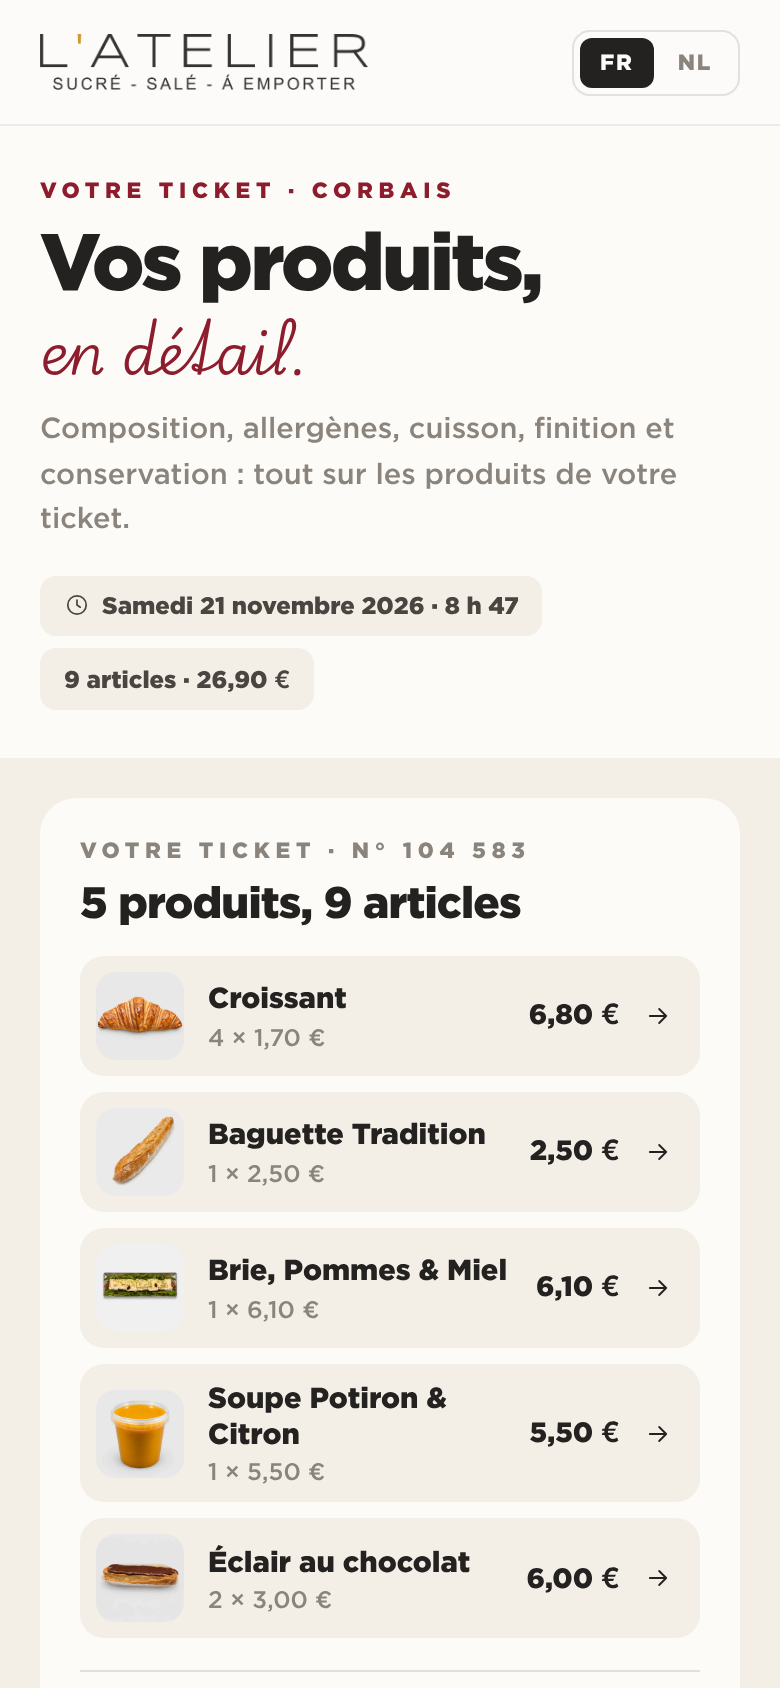 L'ATELIER
SUCRÉ - SALÉ - Á EMPORTER
FR NL
VOTRE TICKET · CORBAIS
Vos produits,
en détail.
Composition, allergènes, cuisson, finition et
conservation : tout sur les produits de votre
ticket.
Samedi 21 novembre 2026 · 8 h 47
9 articles · 26,90 €
VOTRE TICKET · N° 104 583
5 produits, 9 articles
Croissant
4 × 1,70 €
6,80 € →
Baguette Tradition
1 × 2,50 €
2,50 € →
Brie, Pommes & Miel
1 × 6,10 €
6,10 € →
Soupe Potiron &
Citron
1 × 5,50 €
5,50 € →
Éclair au chocolat
2 × 3,00 €
6,00 € →